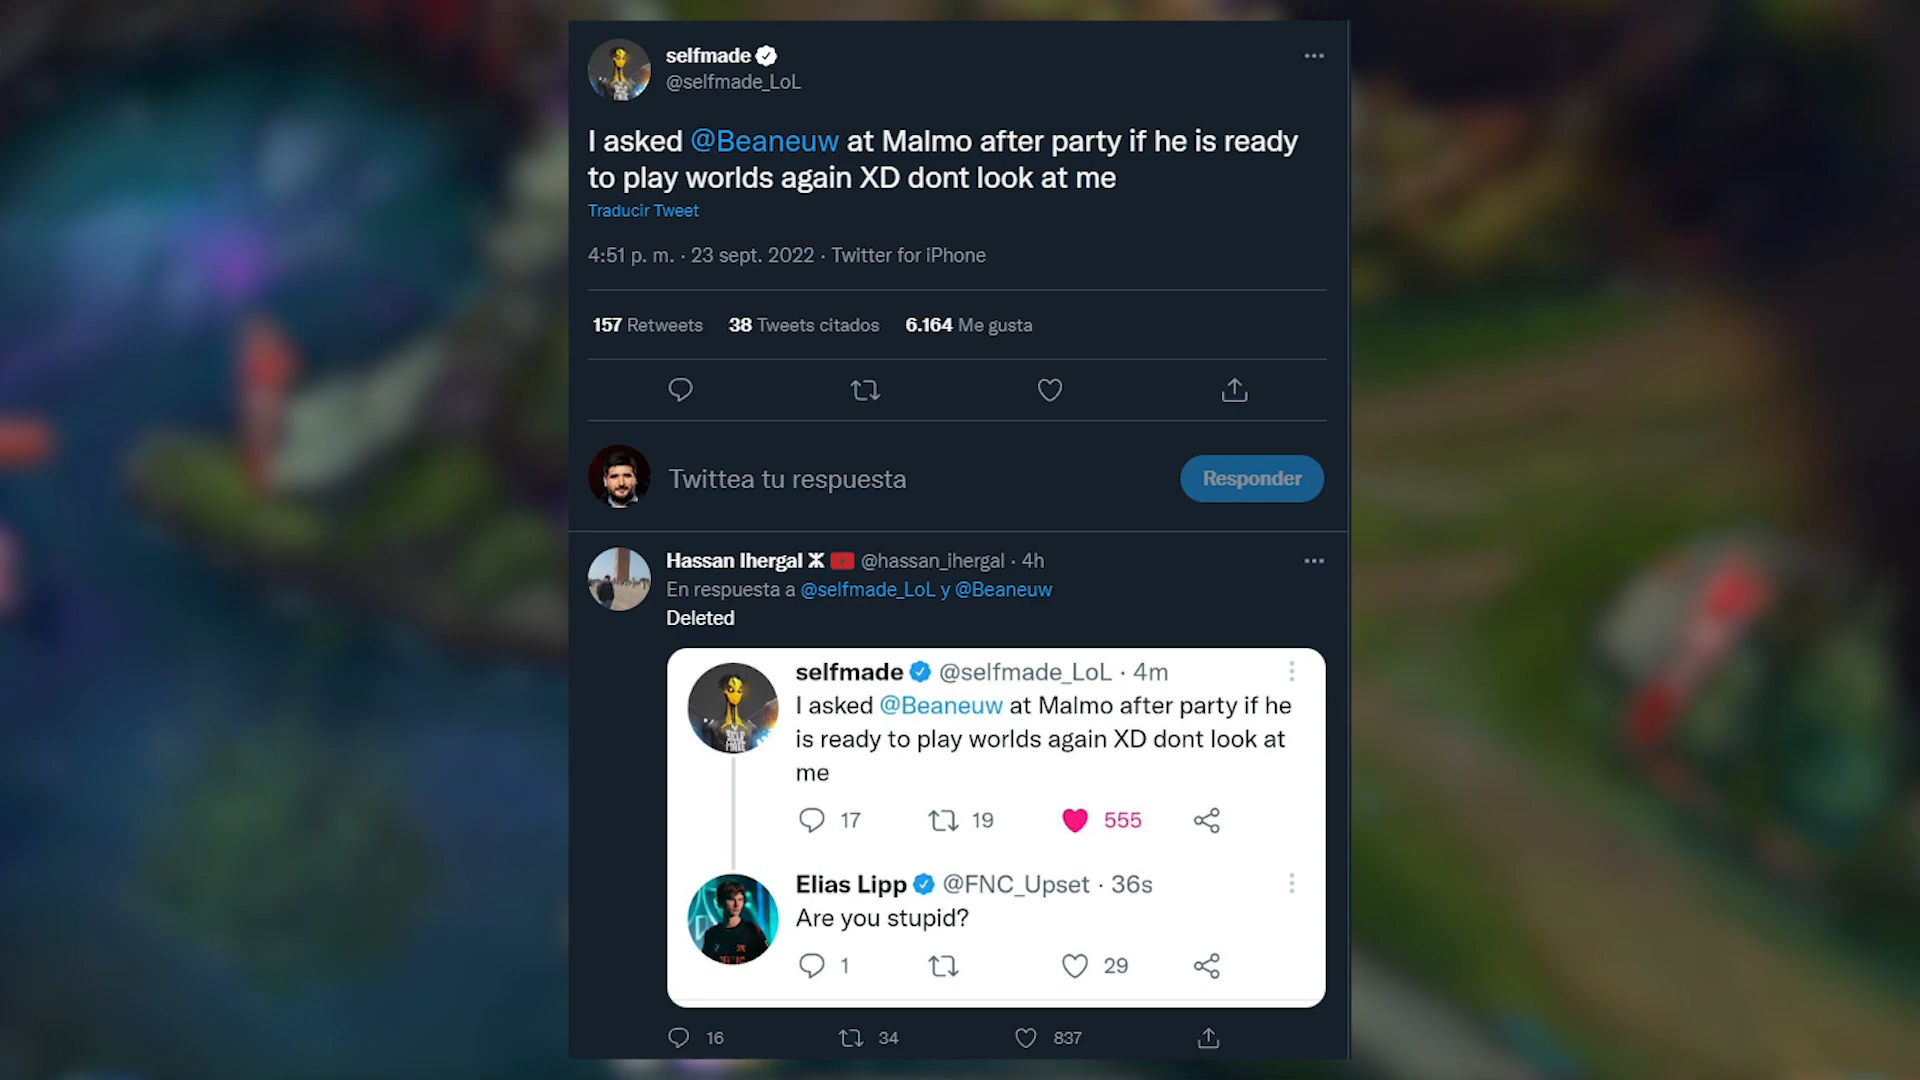 selfmade
@selfmade_LoL
I asked @Beaneuw at Malmo after party if he is ready
to play worlds again XD dont look at me
Traducir Tweet
4:51 p. m. · 23 sept. 2022 · Twitter for iPhone
157 Retweets 38 Tweets citados 6.164 Me gusta
Twittea tu respuesta
Responder
Hassan Ihergal ⵣ @hassan_ihergal · 4h
En respuesta a @selfmade_LoL y @Beaneuw
Deleted
selfmade @selfmade_LoL · 4m
I asked @Beaneuw at Malmo after party if he
is ready to play worlds again XD dont look at
me
17 19 555
Elias Lipp @FNC_Upset · 36s
Are you stupid?
1 29
16 34 837